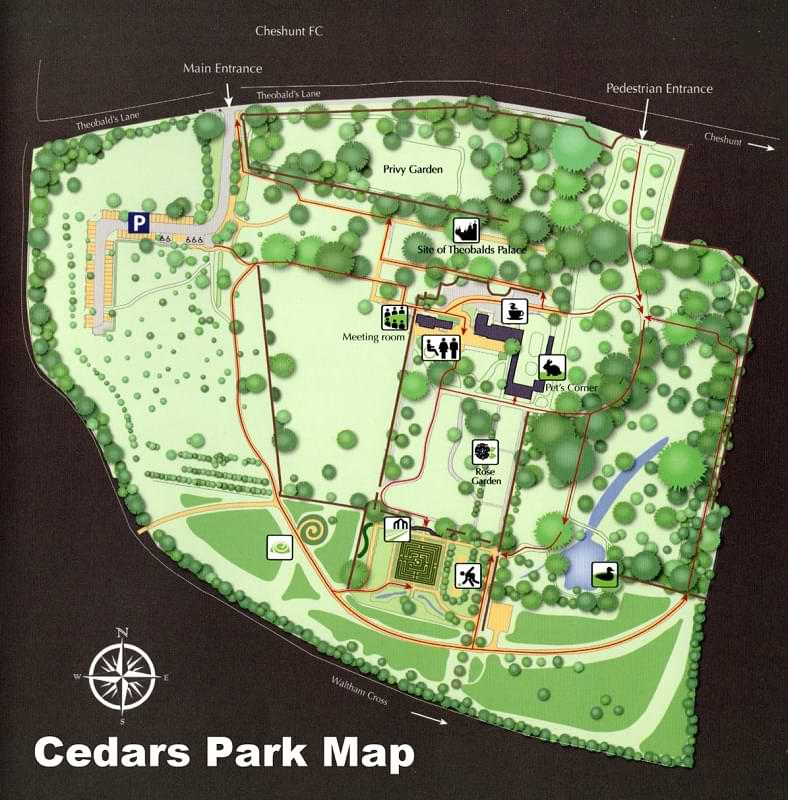 Cheshunt FC
Main Entrance
Theobald's Lane
Theobald's Lane
Pedestrian Entrance
Cheshunt
Privy Garden
P
Site of Theobalds Palace
Meeting room
Pet's Corner
Rose
Garden
N
W
E
S
Waltham Cross
Cedars Park Map